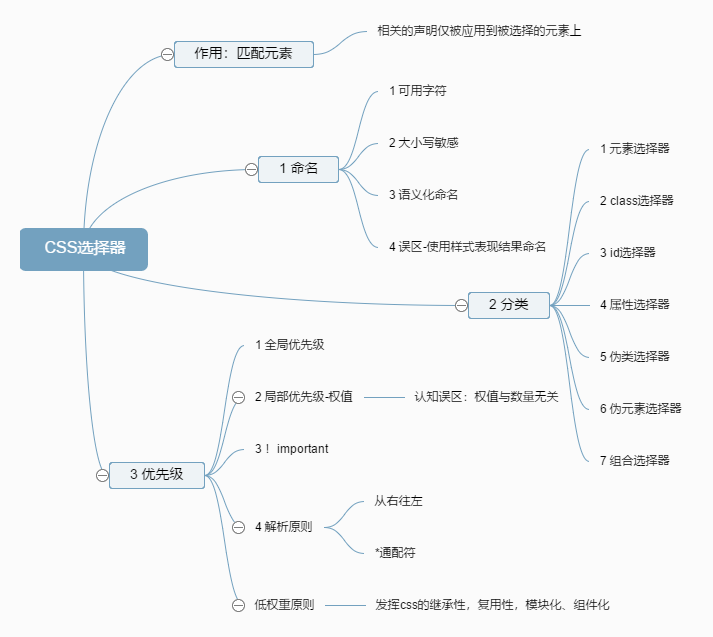 CSS选择器
作用：匹配元素
相关的声明仅被应用到被选择的元素上
1 命名
1 可用字符
2 大小写敏感
3 语义化命名
4 误区-使用样式表现结果命名
2 分类
1 元素选择器
2 class选择器
3 id选择器
4 属性选择器
5 伪类选择器
6 伪元素选择器
7 组合选择器
3 优先级
1 全局优先级
2 局部优先级-权值
认知误区：权值与数量无关
3！important
4 解析原则
从右往左
*通配符
低权重原则
发挥css的继承性，复用性，模块化、组件化